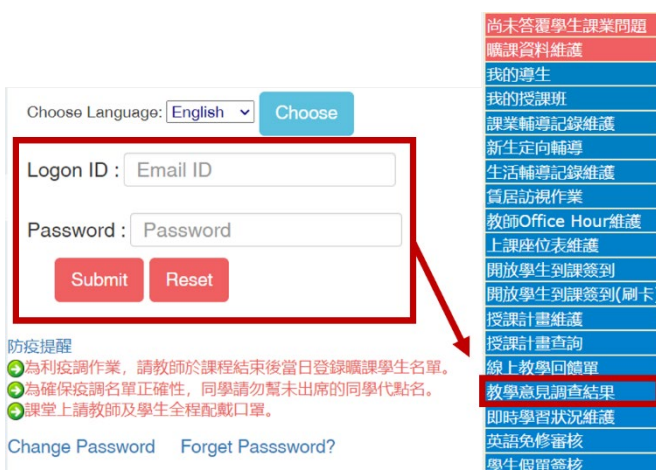 Choose Language: English Choose
Logon ID : Email ID
Password : Password
Submit Reset
防疫提醒
為利疫調作業，請教師於課程結束後當日登錄曠課學生名單。
為確保疫調名單正確性，同學請勿幫未出席的同學代點名。
課堂上請教師及學生全程配戴口罩。
Change Password Forget Passsword?
尚未答覆學生課業問題
曠課資料維護
我的導生
我的授課班
課業輔導記錄維護
新生定向輔導
生活輔導記錄維護
賃居訪視作業
教師Office Hour維護
上課座位表維護
開放學生到課簽到
開放學生到課簽到(刷卡)
授課計畫維護
授課計畫查詢
線上教學回饋單
教學意見調查結果
即時學習狀況維護
英語免修審核
學生假單簽核